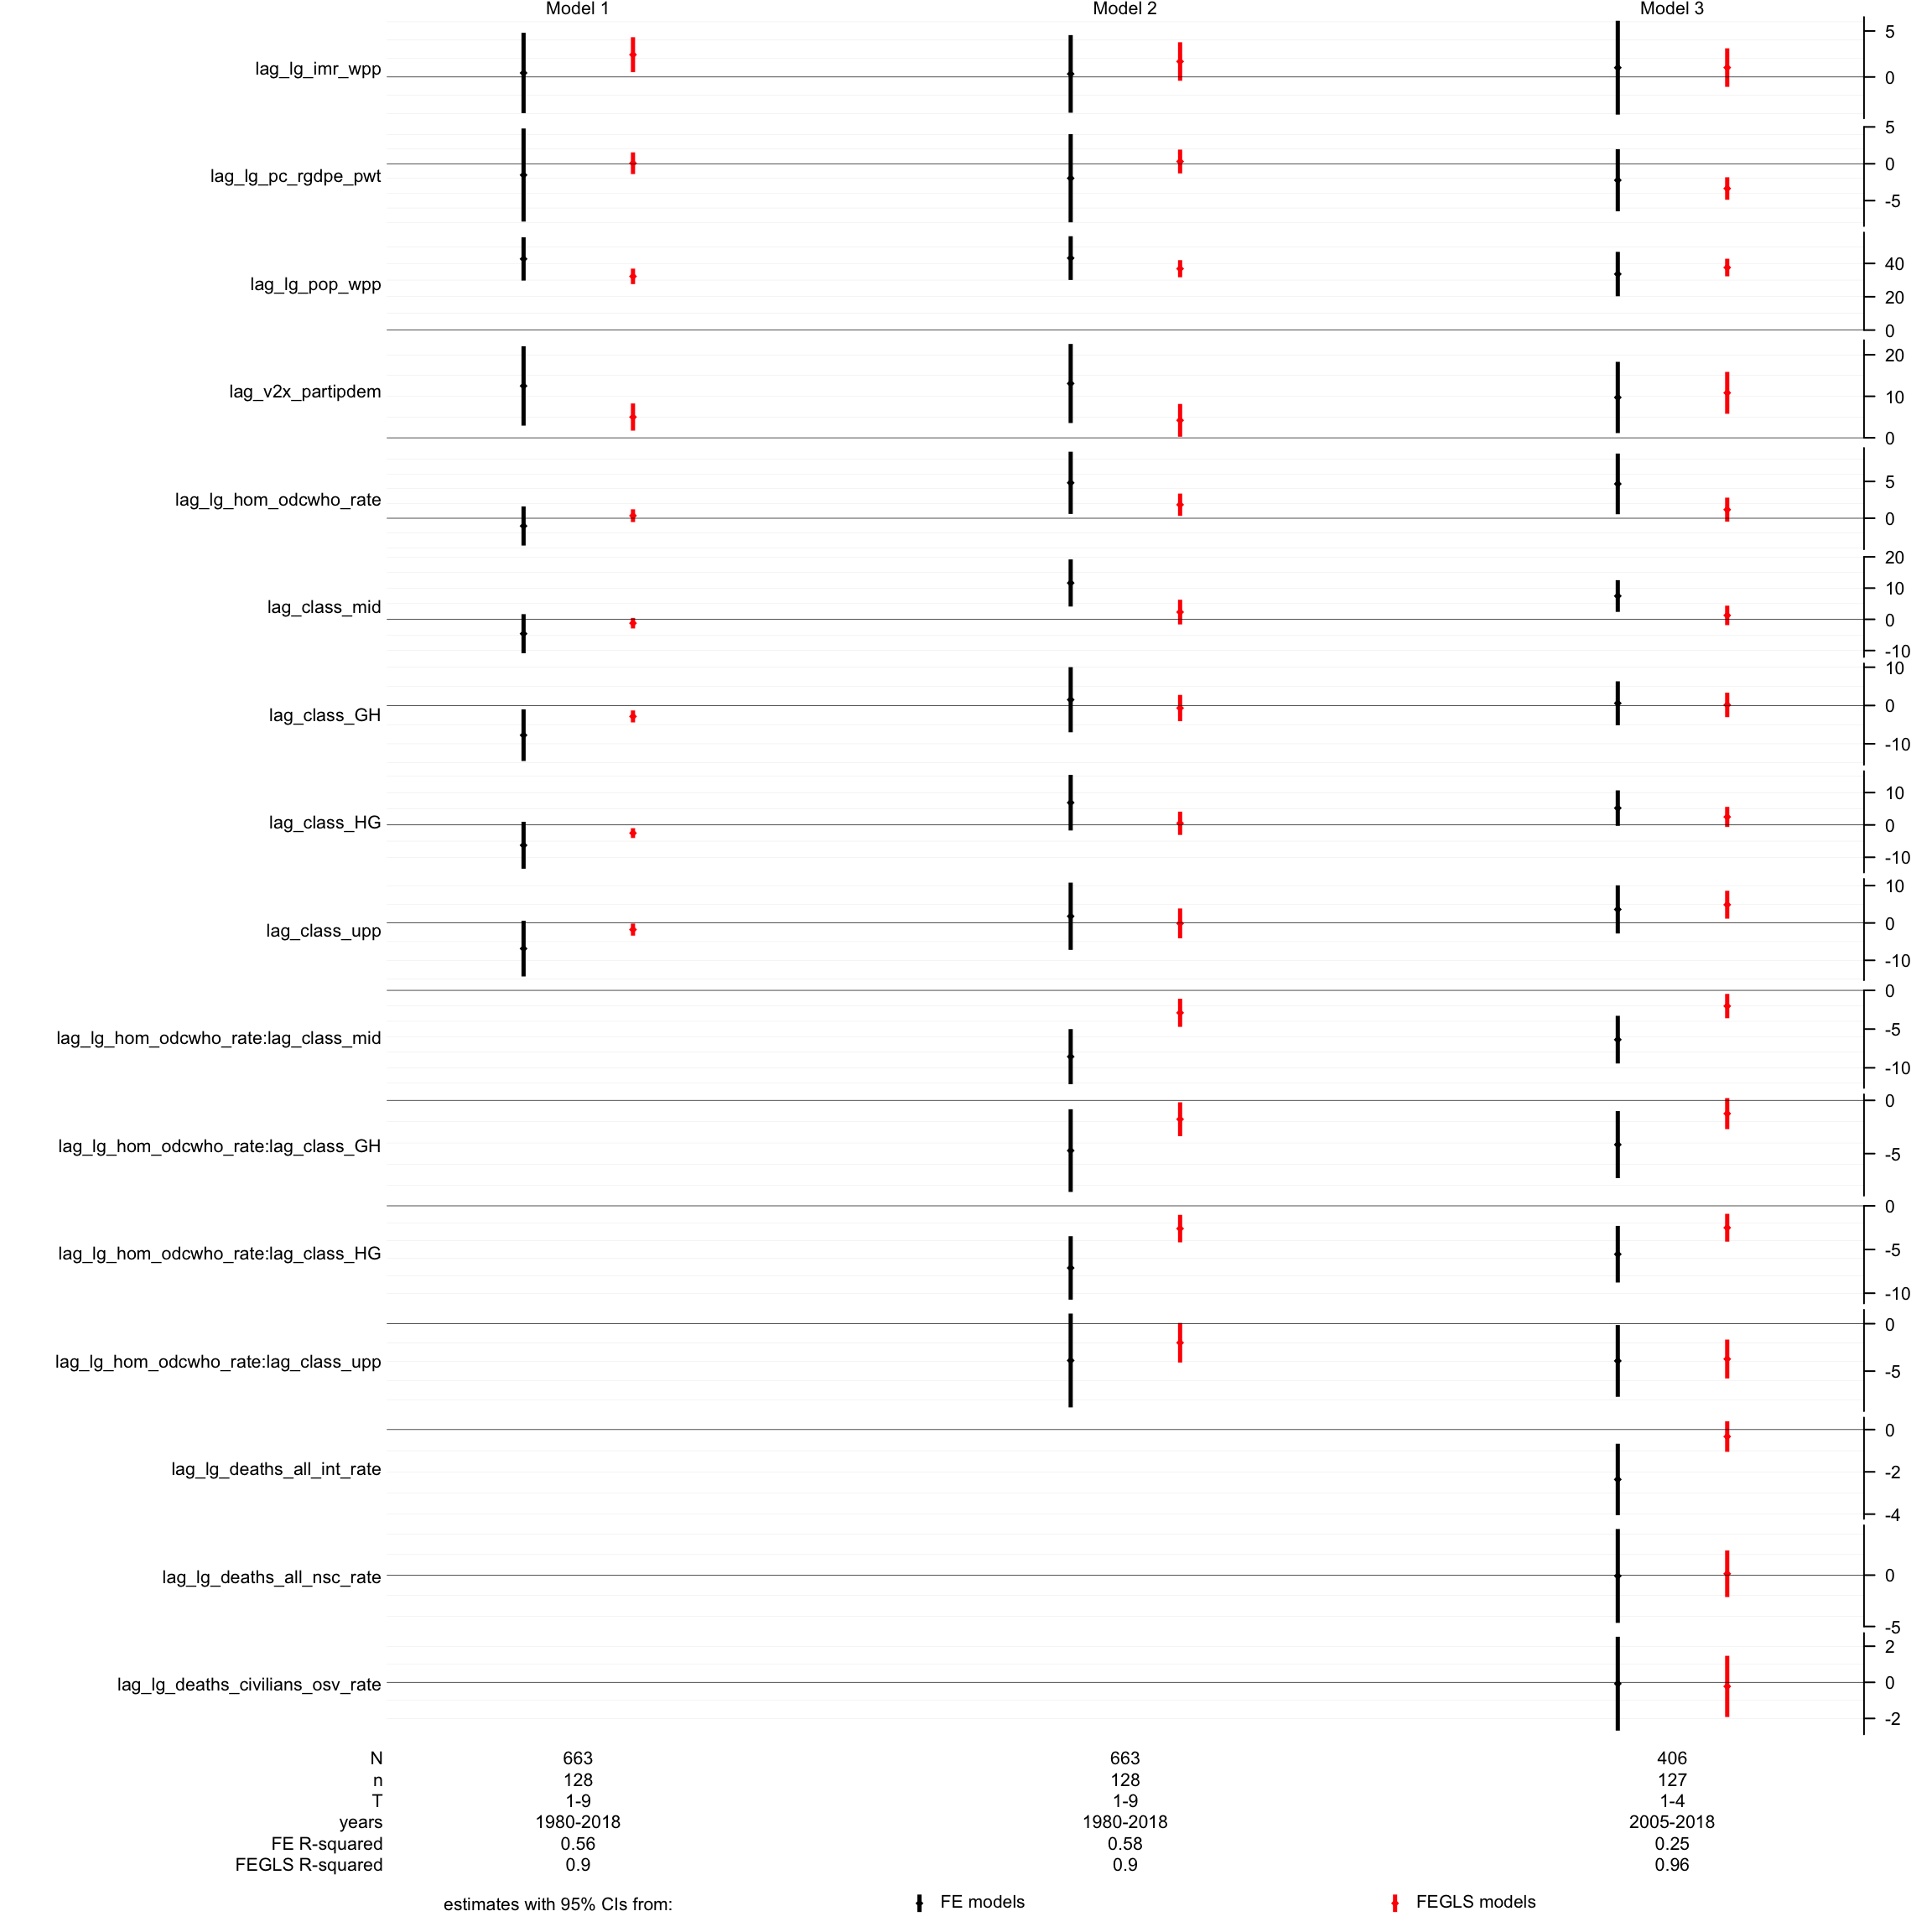 Model 1 Model 2 Model 3
lag_lg_imr_wpp 5 0
lag_lg_pc_rgdpe_pwt 5 0 -5
lag_lg_pop_wpp 40 20 0
lag_v2x_partipdem 20 10 0
lag_lg_hom_odcwho_rate 5 0
lag_class_mid 20 10 0 -10
lag_class_GH 10 0 -10
lag_class_HG 10 0 -10
lag_class_upp 10 0 -10
lag_lg_hom_odcwho_rate:lag_class_mid 0 -5 -10
lag_lg_hom_odcwho_rate:lag_class_GH 0 -5
lag_lg_hom_odcwho_rate:lag_class_HG 0 -5 -10
lag_lg_hom_odcwho_rate:lag_class_upp 0 -5
lag_lg_deaths_all_int_rate 0 -2 -4
lag_lg_deaths_all_nsc_rate 0 -5
lag_lg_deaths_civilians_osv_rate 2 0 -2
N 663 663 406
n 128 128 127
T 1-9 1-9 1-4
years 1980-2018 1980-2018 2005-2018
FE R-squared 0.56 0.58 0.25
FEGLS R-squared 0.9 0.9 0.96
estimates with 95% CIs from: FE models FEGLS models